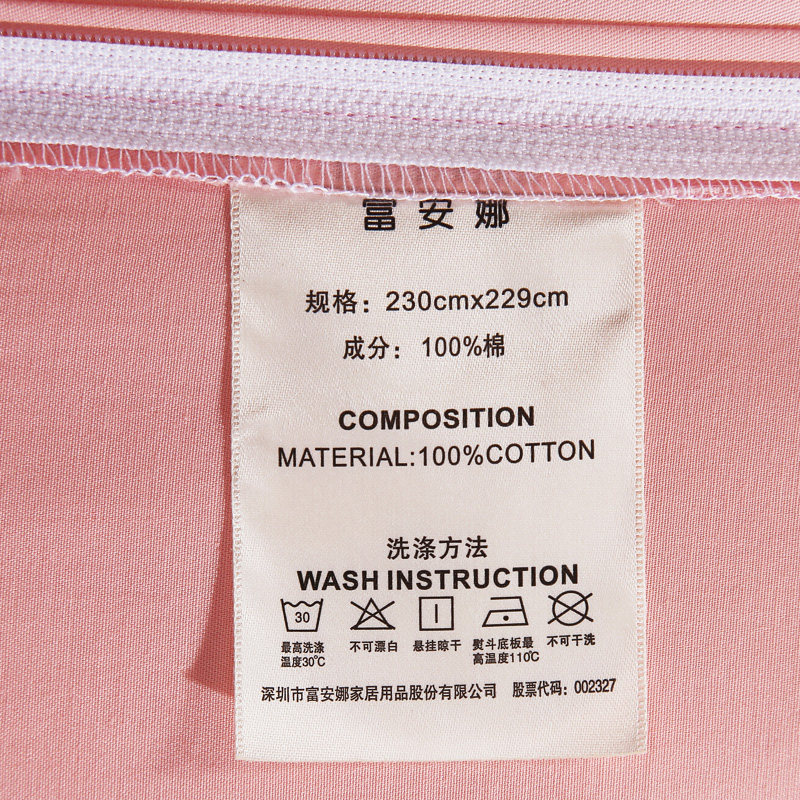 富安娜
规格：230cmx229cm
成分：100%棉
COMPOSITION
MATERIAL:100%COTTON
洗涤方法
WASH INSTRUCTION
30
最高洗涤温度30℃
不可漂白
悬挂晾干
熨斗底板最高温度110℃
不可干洗
深圳市富安娜家居用品股份有限公司 股票代码：002327